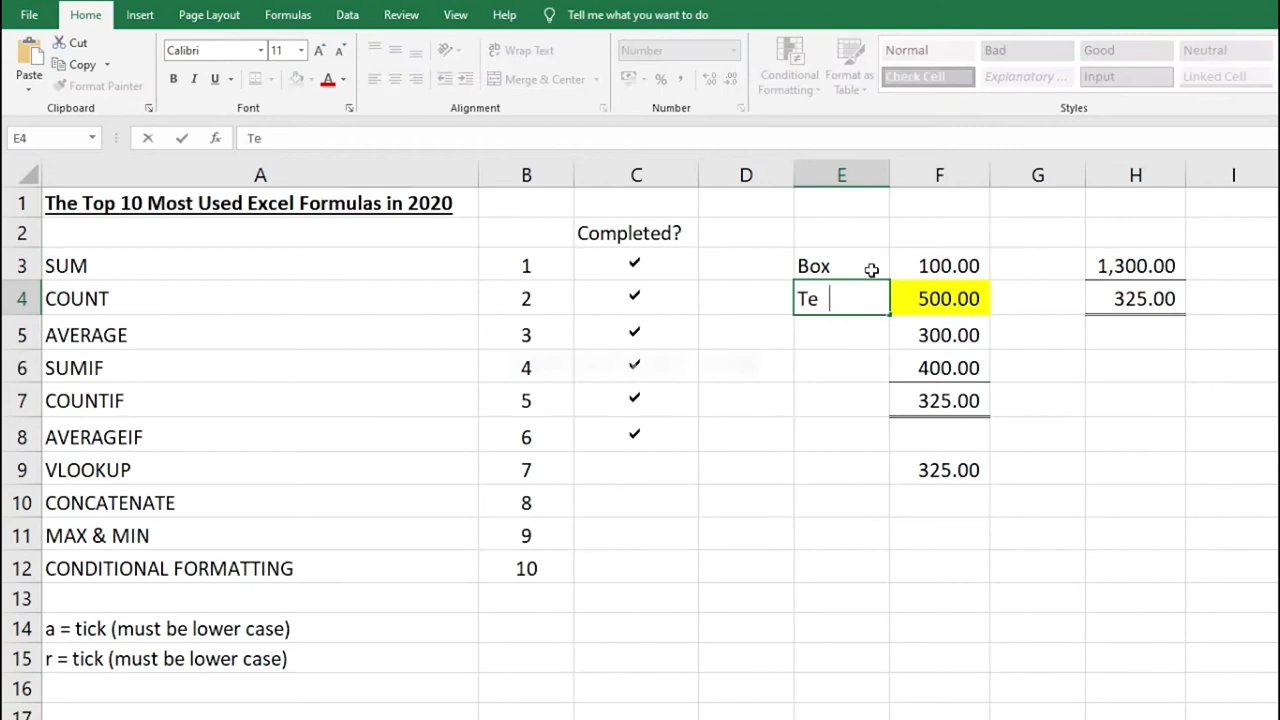 File Home Insert Page Layout Formulas Data Review View Help Tell me what you want to do
Paste
Cut
Copy
Format Painter
Clipboard
Calibri 11 A A
B I U A
Font
Wrap Text
Merge & Center
Alignment
Number
% ,
Number
Conditional Formatting
Format as Table
Normal Bad Good Neutral
Check Cell Explanatory ... Input Linked Cell
Styles
E4 fx Te
A B C D E F G H I
1 The Top 10 Most Used Excel Formulas in 2020
2 Completed?
3 SUM 1 ✓ Box 100.00 1,300.00
4 COUNT 2 ✓ Te 500.00 325.00
5 AVERAGE 3 ✓ 300.00
6 SUMIF 4 ✓ 400.00
7 COUNTIF 5 ✓ 325.00
8 AVERAGEIF 6 ✓
9 VLOOKUP 7 325.00
10 CONCATENATE 8
11 MAX & MIN 9
12 CONDITIONAL FORMATTING 10
13
14 a = tick (must be lower case)
15 r = tick (must be lower case)
16
17